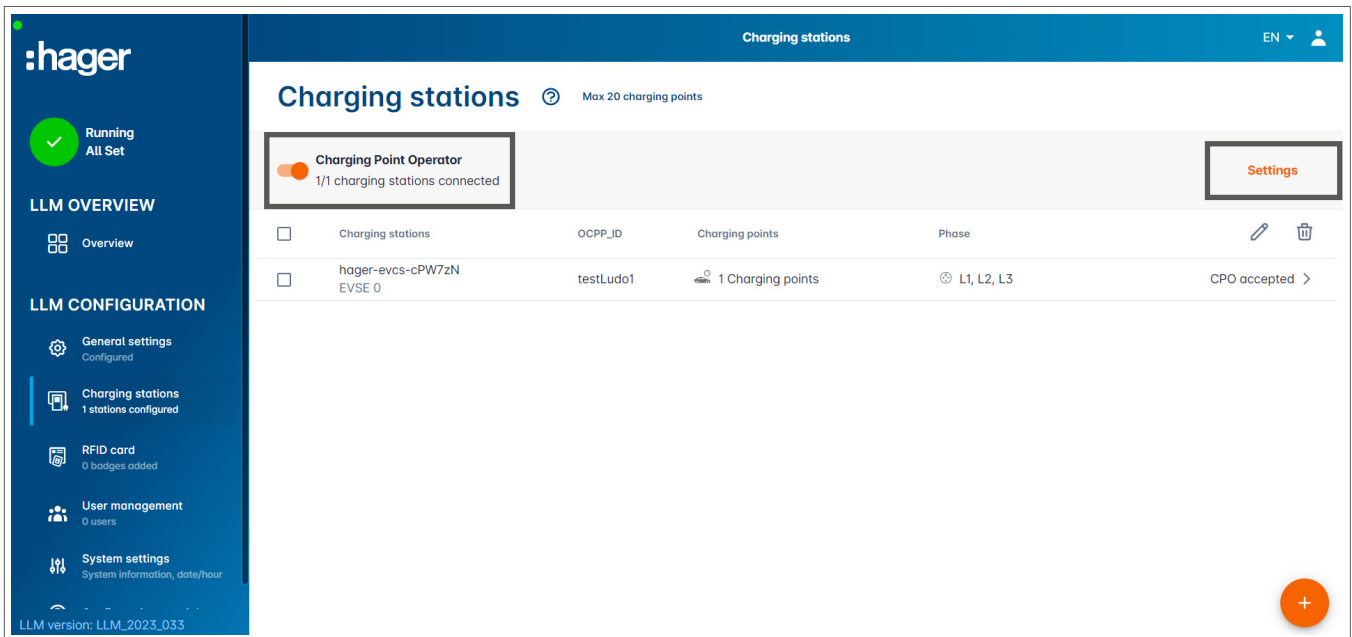 :hager
Charging stations
EN
Charging stations
Max 20 charging points
Running
All Set
Charging Point Operator
1/1 charging stations connected
Settings
LLM OVERVIEW
Overview
Charging stations OCPP_ID Charging points Phase
hager-evcs-cPW7zN
EVSE 0
testLudo1
1 Charging points
L1, L2, L3
CPO accepted
LLM CONFIGURATION
General settings
Configured
Charging stations
1 stations configured
RFID card
0 badges added
User management
0 users
System settings
System information, date/hour
LLM version: LLM_2023_033